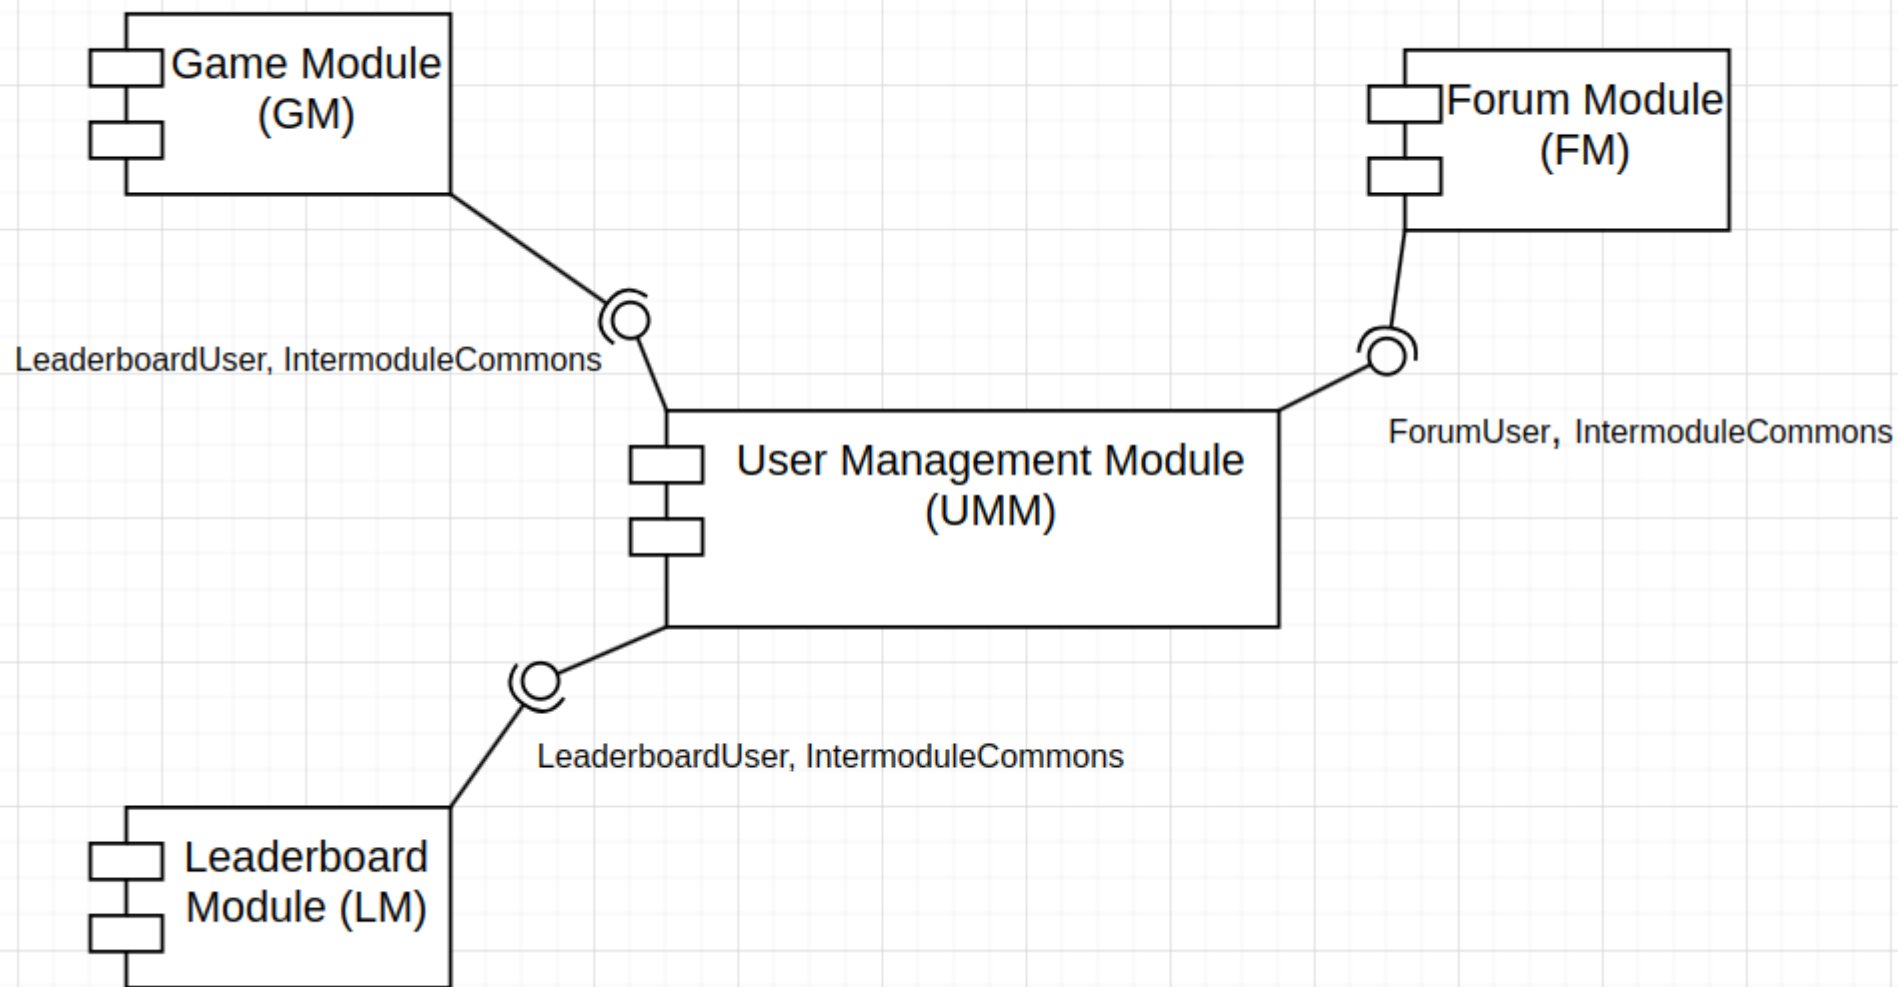 Game Module
(GM)
Forum Module
(FM)
LeaderboardUser, IntermoduleCommons
ForumUser, IntermoduleCommons
User Management Module
(UMM)
LeaderboardUser, IntermoduleCommons
Leaderboard
Module (LM)